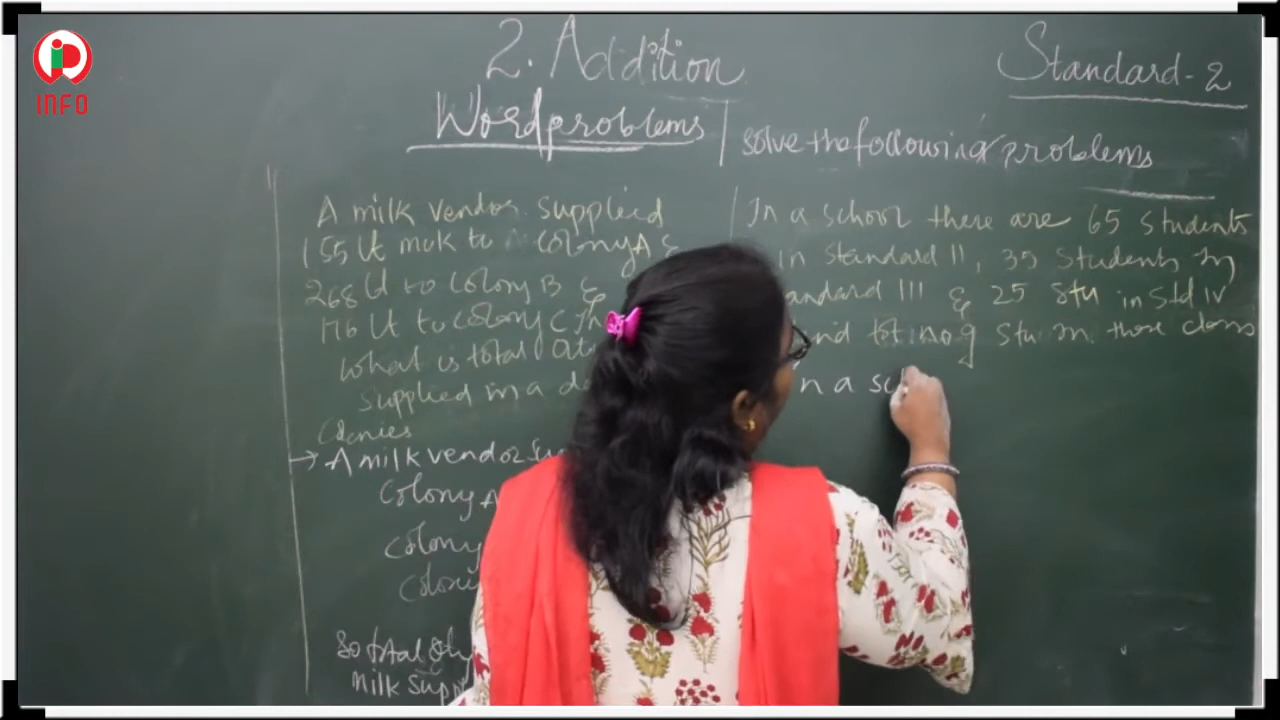 INFO
2. Addition
Standard-2
Wordproblems
solve the following problems
A milk vendor supplied
155 lt milk to colony A &
268 lt to colony B &
176 lt to colony C
What is total
supplied in a
A milk vendor
Colony A
Colony
so total
milk supp
In a school there are 65 students
in standard II, 35 students in
standard III & 25 stu in std IV
tot no of stu in these class
In a sc